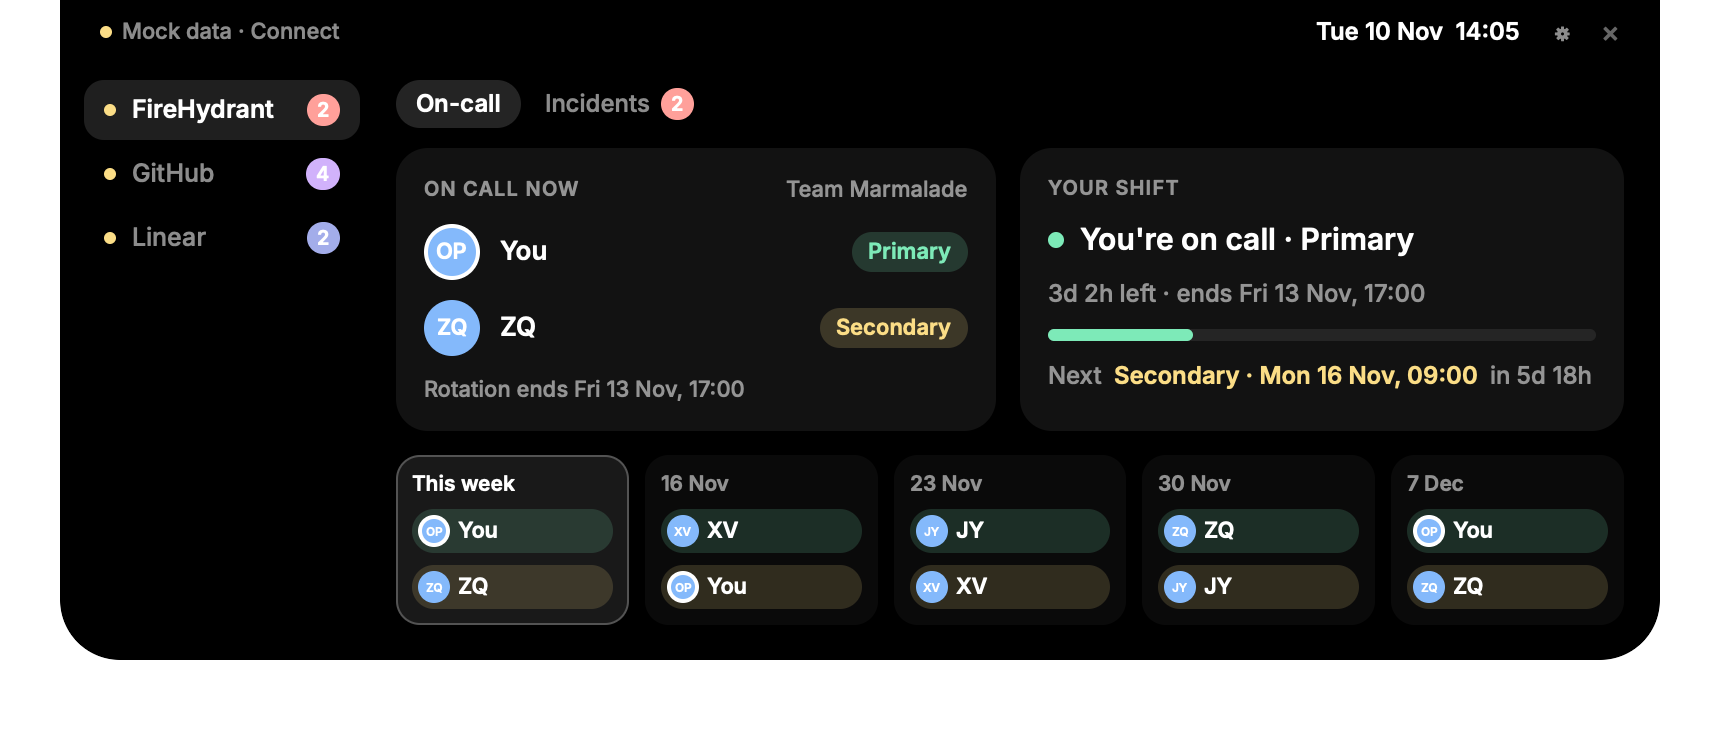 Mock data · Connect
Tue 10 Nov 14:05
FireHydrant 2
GitHub 4
Linear 2
On-call
Incidents 2
ON CALL NOW
Team Marmalade
OP You Primary
ZQ ZQ Secondary
Rotation ends Fri 13 Nov, 17:00
YOUR SHIFT
You're on call · Primary
3d 2h left · ends Fri 13 Nov, 17:00
Next Secondary · Mon 16 Nov, 09:00 in 5d 18h
This week
OP You
ZQ ZQ
16 Nov
XV XV
OP You
23 Nov
JY JY
XV XV
30 Nov
ZQ ZQ
JY JY
7 Dec
OP You
ZQ ZQ